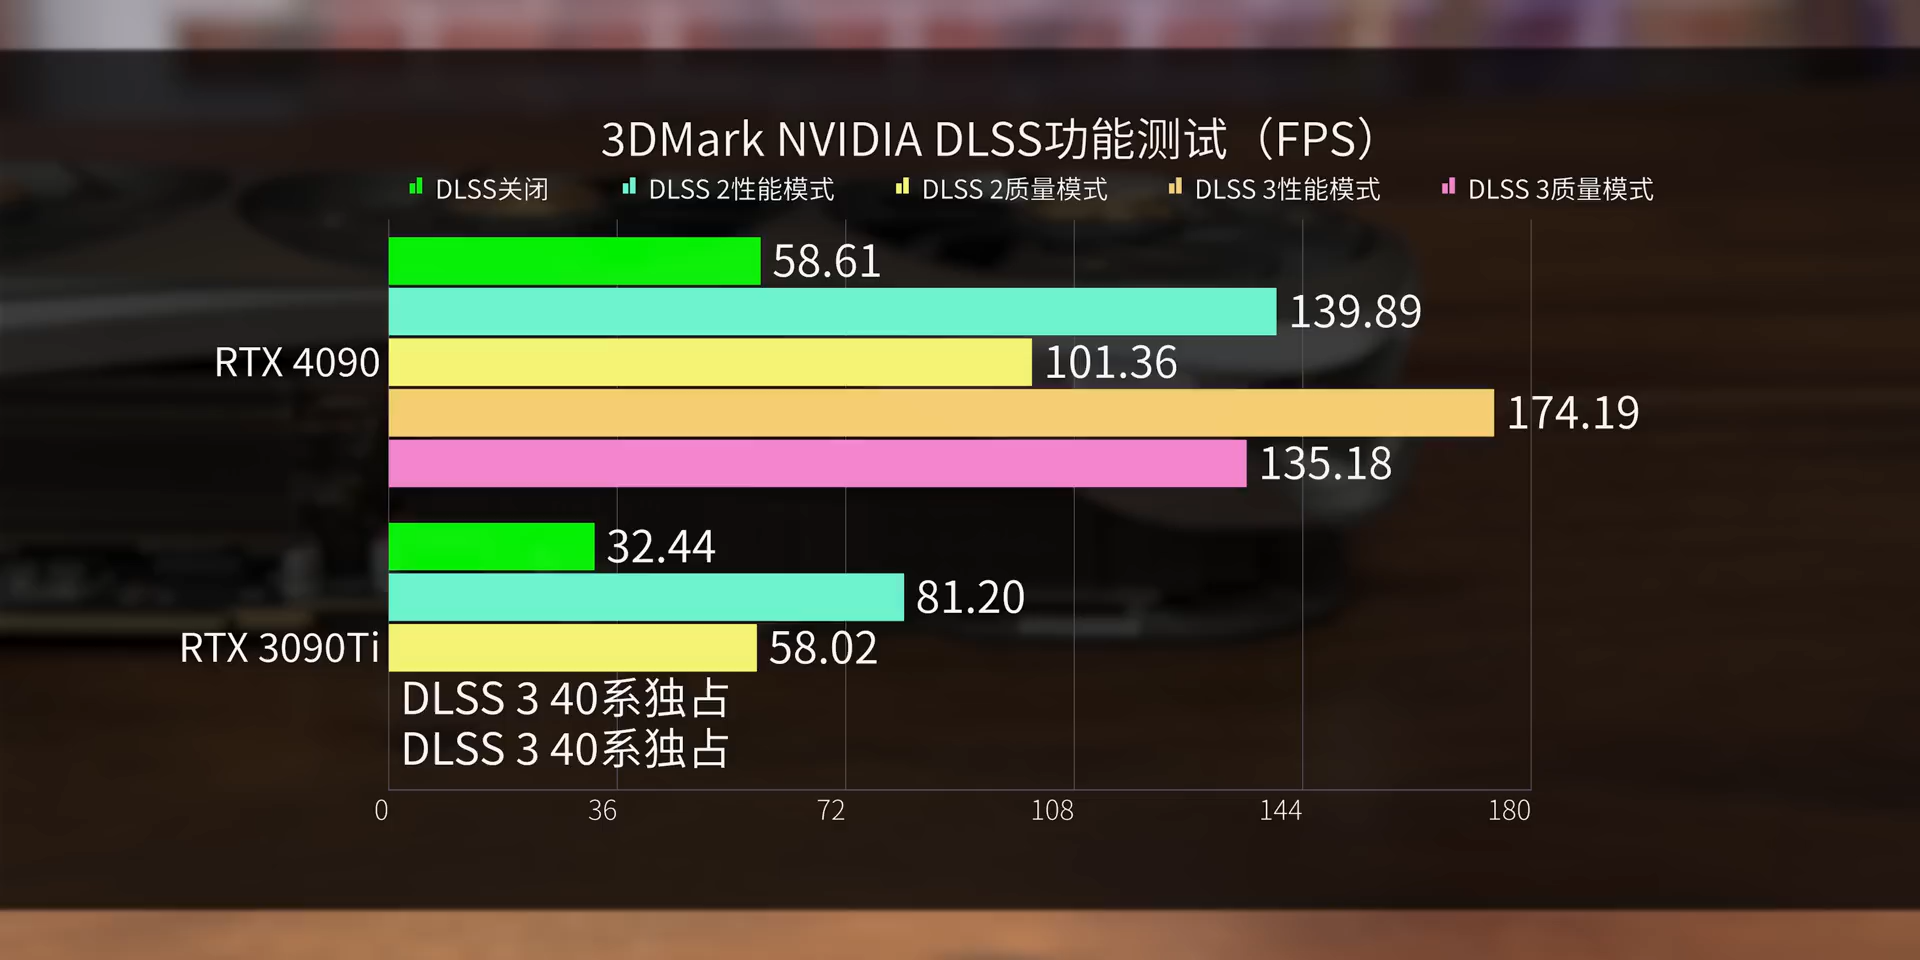 3DMark NVIDIA DLSS功能测试（FPS）
DLSS关闭 DLSS 2性能模式 DLSS 2质量模式 DLSS 3性能模式 DLSS 3质量模式
58.61
139.89
RTX 4090 101.36
174.19
135.18
32.44
81.20
RTX 3090Ti 58.02
DLSS 3 40系独占
DLSS 3 40系独占
0 36 72 108 144 180